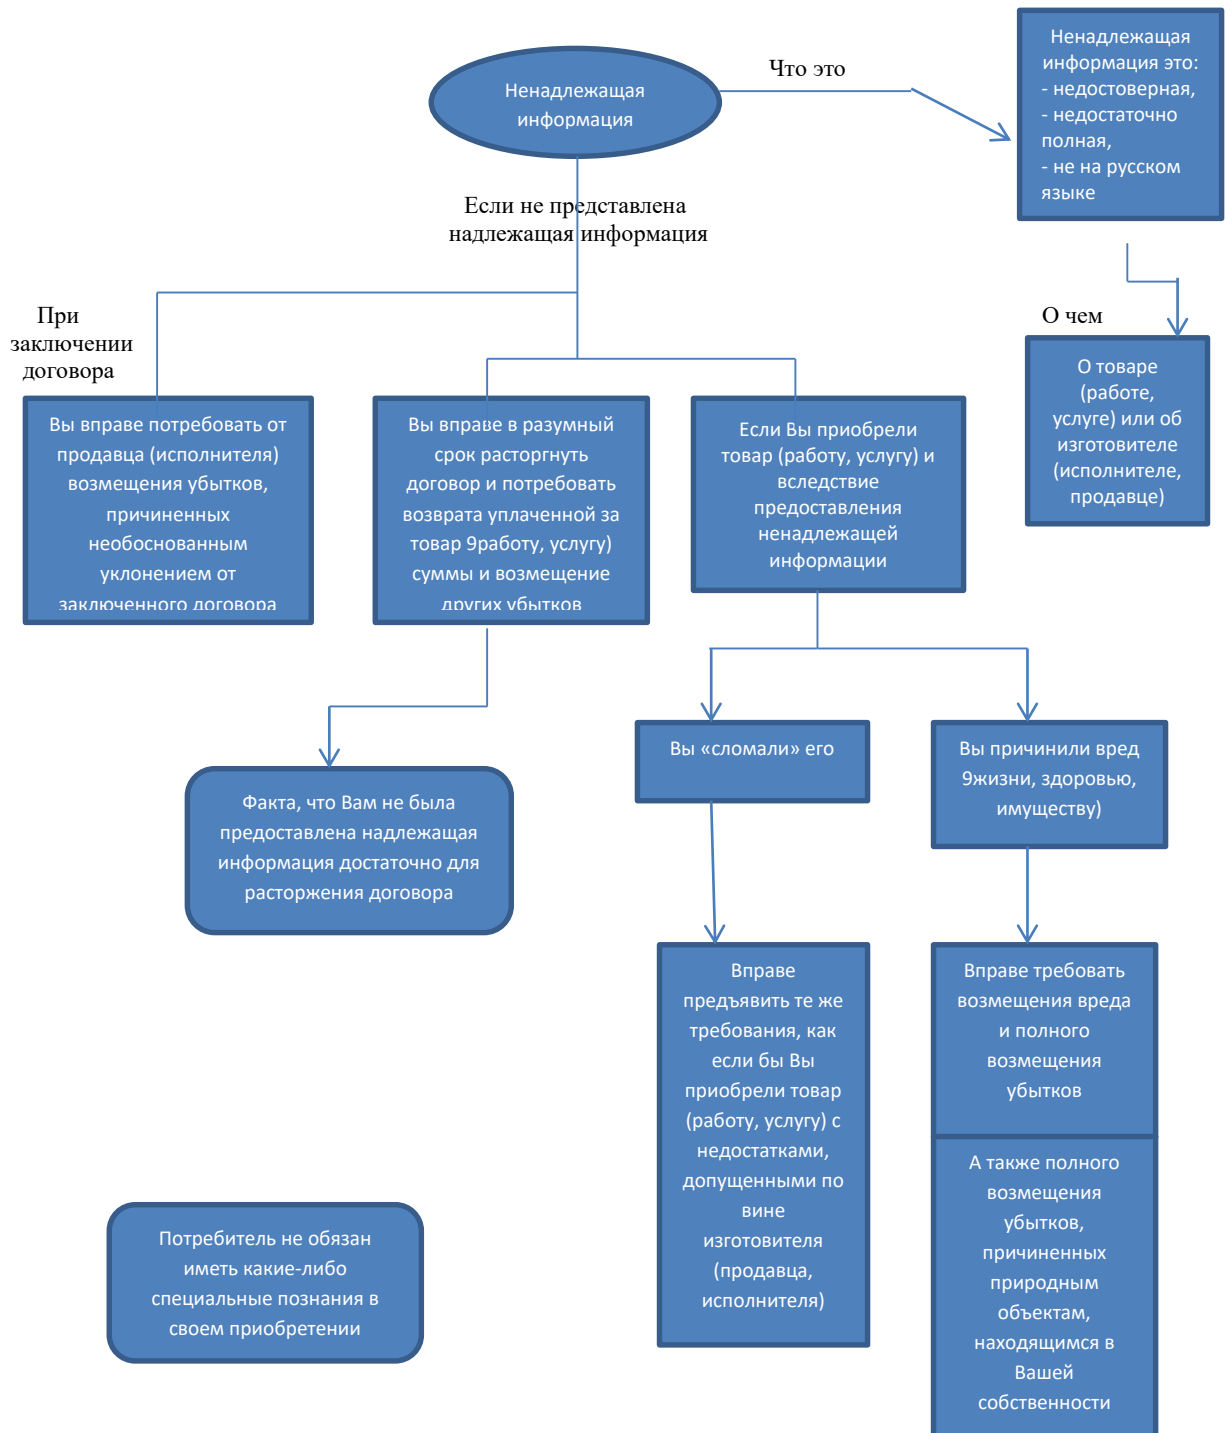 Ненадлежащая
информация
Что это
Ненадлежащая
информация это:
- недостоверная,
- недостаточно
полная,
- не на русском
языке
Если не представлена
надлежащая информация
При
заключении
договора
О чем
О товаре
(работе,
услуге) или об
изготовителе
(исполнителе,
продавце)
Вы вправе потребовать от
продавца (исполнителя)
возмещения убытков,
причиненных
необоснованным
уклонением от
заключенного договора
Вы вправе в разумный
срок расторгнуть
договор и потребовать
возврата уплаченной за
товар 9работу, услугу)
суммы и возмещение
других убытков
Если Вы приобрели
товар (работу, услугу) и
вследствие
предоставления
ненадлежащей
информации
Факта, что Вам не была
предоставлена надлежащая
информация достаточно для
расторжения договора
Вы «сломали» его
Вы причинили вред
9жизни, здоровью,
имуществу)
Вправе
предъявить те же
требования, как
если бы Вы
приобрели товар
(работу, услугу) с
недостатками,
допущенными по
вине
изготовителя
(продавца,
исполнителя)
Вправе требовать
возмещения вреда
и полного
возмещения
убытков
А также полного
возмещения
убытков,
причиненных
природным
объектам,
находящимся в
Вашей
собственности
Потребитель не обязан
иметь какие-либо
специальные познания в
своем приобретении